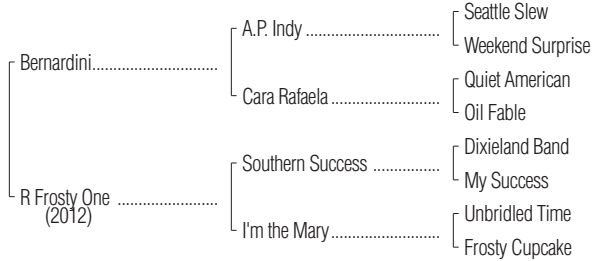 Seattle Slew
A.P. Indy
Weekend Surprise
Bernardini
Quiet American
Cara Rafaela
Oil Fable
Dixieland Band
Southern Success
My Success
R Frosty One
(2012)
Unbridled Time
I'm the Mary
Frosty Cupcake